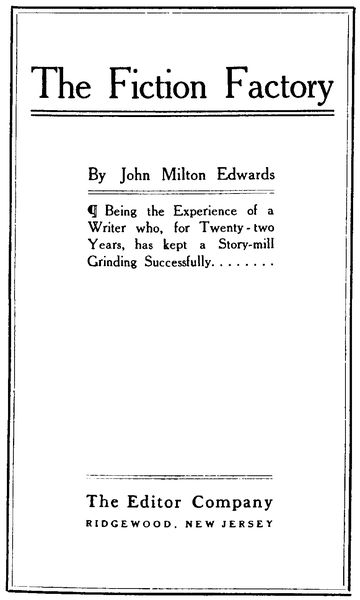 The Fiction Factory
By John Milton Edwards
¶ Being the Experience of a
Writer who, for Twenty-two
Years, has kept a Story-mill
Grinding Successfully........
The Editor Company
RIDGEWOOD, NEW JERSEY